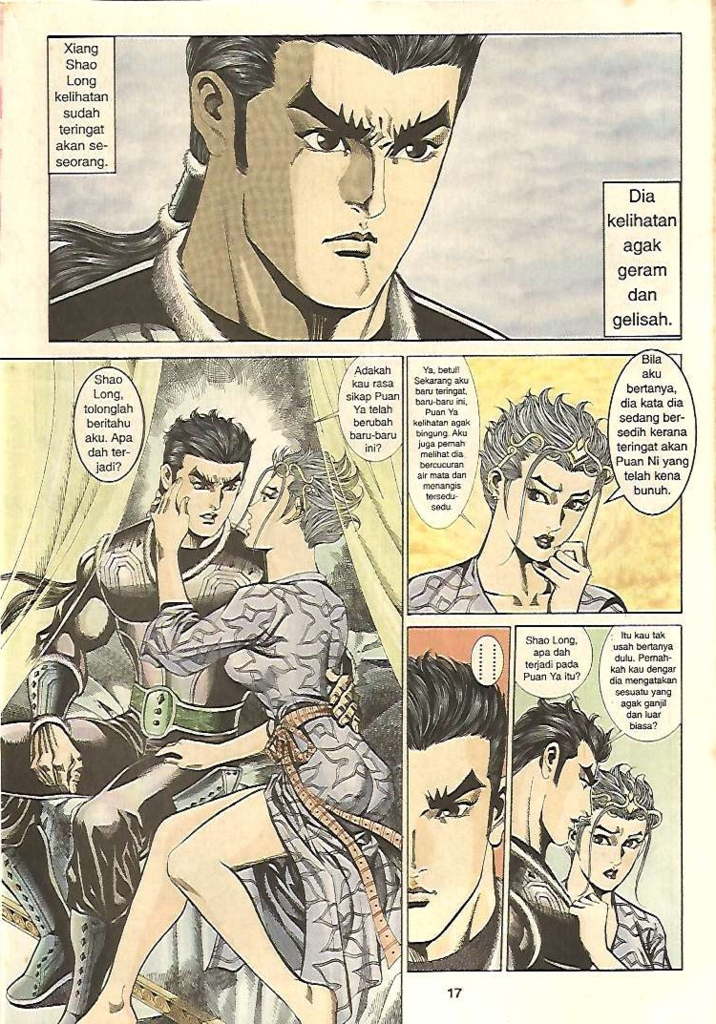 Xiang
Shao
Long
kelihatan
sudah
teringat
akan se-
seorang.
Dia
kelihatan
agak
geram
dan
gelisah.
Shao
Long,
tolonglah
beritahu
aku. Apa
dah ter-
jadi?
Adakah
kau rasa
sikap Puan
Ya telah
berubah
baru-baru
ini?
Ya, betul!
Sekarang aku
baru teringat,
baru-baru ini,
Puan Ya
kelihatan agak
bingung. Aku
juga pernah
melihat dia
bercucuran
air mata dan
menangis
tersedu-
sedu.
Bila
aku
bertanya,
dia kata dia
sedang ber-
sedih kerana
teringat akan
Puan Ni yang
telah kena
bunuh.
Shao Long,
apa dah
terjadi pada
Puan Ya itu?
Itu kau tak
usah bertanya
dulu. Pernah-
kah kau dengar
dia mengatakan
sesuatu yang
agak ganjil
dan luar
biasa?
17